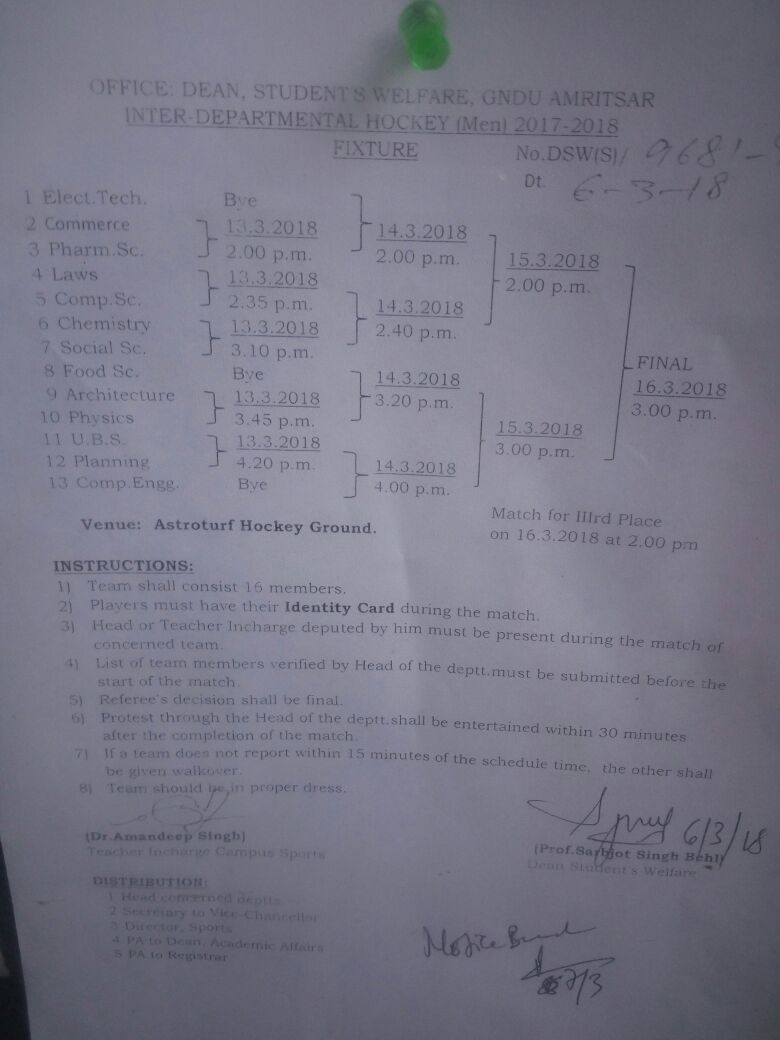 OFFICE: DEAN, STUDENT'S WELFARE, GNDU AMRITSAR
INTER-DEPARTMENTAL HOCKEY (Men) 2017-2018
FIXTURE
No.DSW(S)/ 9681-
Dt. 6-3-18
1 Elect.Tech. Bye
2 Commerce 13.3.2018 14.3.2018
3 Pharm.Sc. 2.00 p.m. 2.00 p.m. 15.3.2018
4 Laws 13.3.2018 2.00 p.m.
5 Comp.Sc. 2.35 p.m. 14.3.2018
6 Chemistry 13.3.2018 2.40 p.m.
7 Social Sc. 3.10 p.m. FINAL
8 Food Sc. Bye 14.3.2018 16.3.2018
9 Architecture 13.3.2018 3.20 p.m. 3.00 p.m.
10 Physics 3.45 p.m. 15.3.2018
11 U.B.S. 13.3.2018 3.00 p.m.
12 Planning 4.20 p.m. 14.3.2018
13 Comp.Engg. Bye 4.00 p.m.
Venue: Astroturf Hockey Ground.
Match for IIIrd Place
on 16.3.2018 at 2.00 pm
INSTRUCTIONS:
1) Team shall consist 16 members.
2) Players must have their Identity Card during the match.
3) Head or Teacher Incharge deputed by him must be present during the match of
concerned team.
4) List of team members verified by Head of the deptt.must be submitted before the
start of the match.
5) Referee's decision shall be final.
6) Protest through the Head of the deptt.shall be entertained within 30 minutes
after the completion of the match.
7) If a team does not report within 15 minutes of the schedule time, the other shall
be given walkover.
8) Team should be in proper dress.
6/3/18
(Dr.Amandeep Singh)
Teacher Incharge Campus Sports
(Prof.Sarbjot Singh Behl)
Dean Student's Welfare
DISTRIBUTION:
1 Head concerned deptts
2 Secretary to Vice-Chancellor
3 Director, Sports
4 PA to Dean, Academic Affairs
5 PA to Registrar
7/3